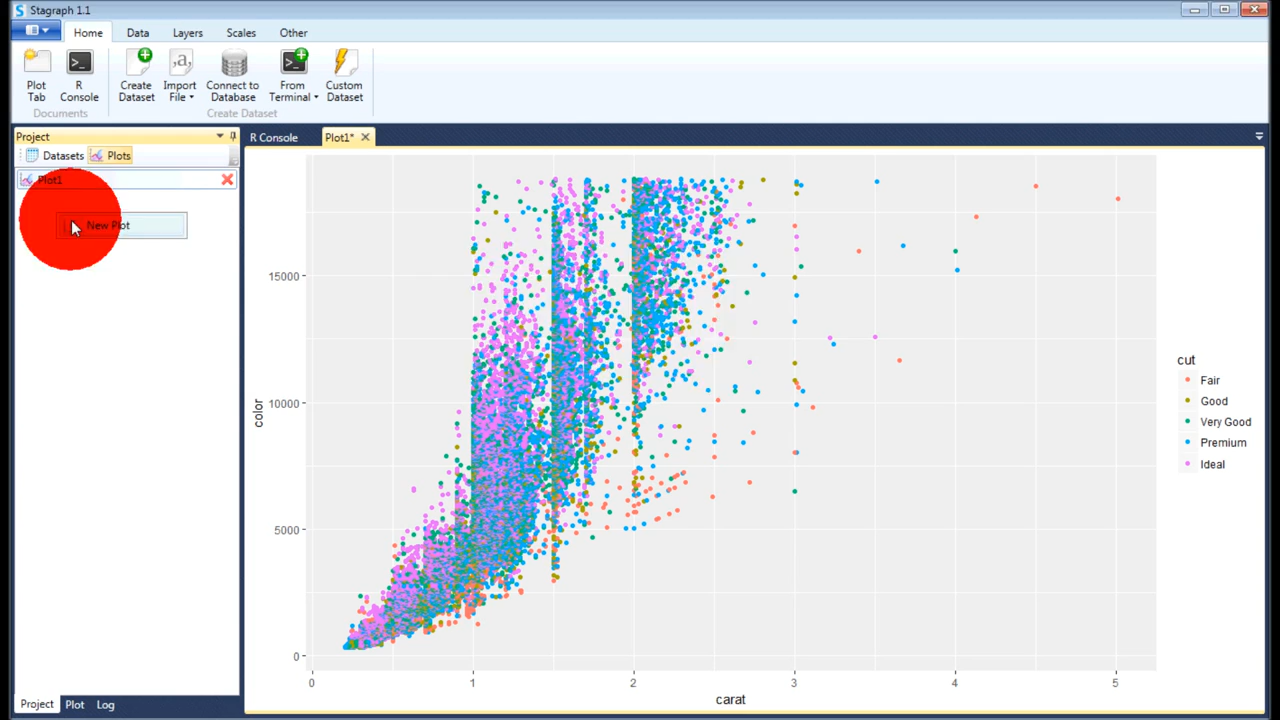 Stagraph 1.1
Home Data Layers Scales Other
Plot Tab
R Console
Create Dataset
Import File
Connect to Database
From Terminal
Custom Dataset
Documents
Create Dataset
Project
Datasets Plots
Plot1
New Plot
R Console Plot1*
color
15000
10000
5000
0
0 1 2 3 4 5
carat
cut
Fair
Good
Very Good
Premium
Ideal
Project Plot Log